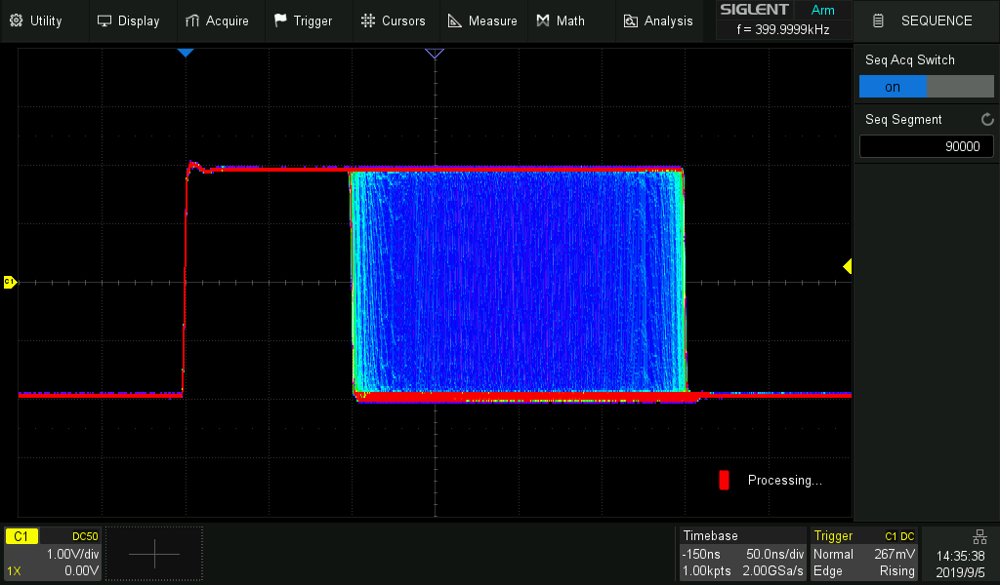 Utility Display Acquire Trigger Cursors Measure Math Analysis
SIGLENT Arm
f = 399.9999kHz
SEQUENCE
Seq Acq Switch
on
Seq Segment
90000
C1
Processing...
C1 DC50
1.00V/div
1X 0.00V
Timebase
-150ns 50.0ns/div
1.00kpts 2.00GSa/s
Trigger C1 DC
Normal 267mV
Edge Rising
14:35:38
2019/9/5